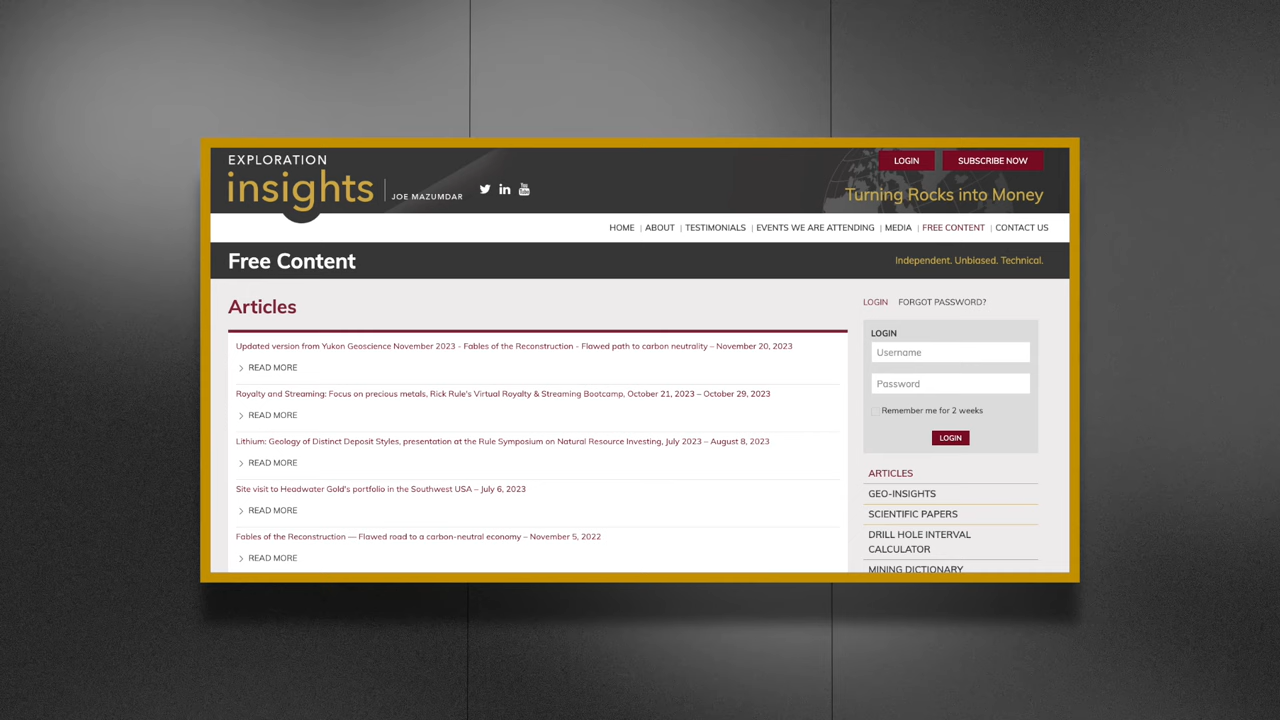 EXPLORATION
insights
JOE MAZUMDAR
LOGIN
SUBSCRIBE NOW
Turning Rocks into Money
HOME | ABOUT | TESTIMONIALS | EVENTS WE ARE ATTENDING | MEDIA | FREE CONTENT | CONTACT US
Free Content
Independent. Unbiased. Technical.
Articles
Updated version from Yukon Geoscience November 2023 - Fables of the Reconstruction - Flawed path to carbon neutrality – November 20, 2023
READ MORE
Royalty and Streaming: Focus on precious metals, Rick Rule's Virtual Royalty & Streaming Bootcamp, October 21, 2023 – October 29, 2023
READ MORE
Lithium: Geology of Distinct Deposit Styles, presentation at the Rule Symposium on Natural Resource Investing, July 2023 – August 8, 2023
READ MORE
Site visit to Headwater Gold's portfolio in the Southwest USA – July 6, 2023
READ MORE
Fables of the Reconstruction — Flawed road to a carbon-neutral economy – November 5, 2022
READ MORE
LOGIN FORGOT PASSWORD?
LOGIN
Username
Password
Remember me for 2 weeks
LOGIN
ARTICLES
GEO-INSIGHTS
SCIENTIFIC PAPERS
DRILL HOLE INTERVAL
CALCULATOR
MINING DICTIONARY